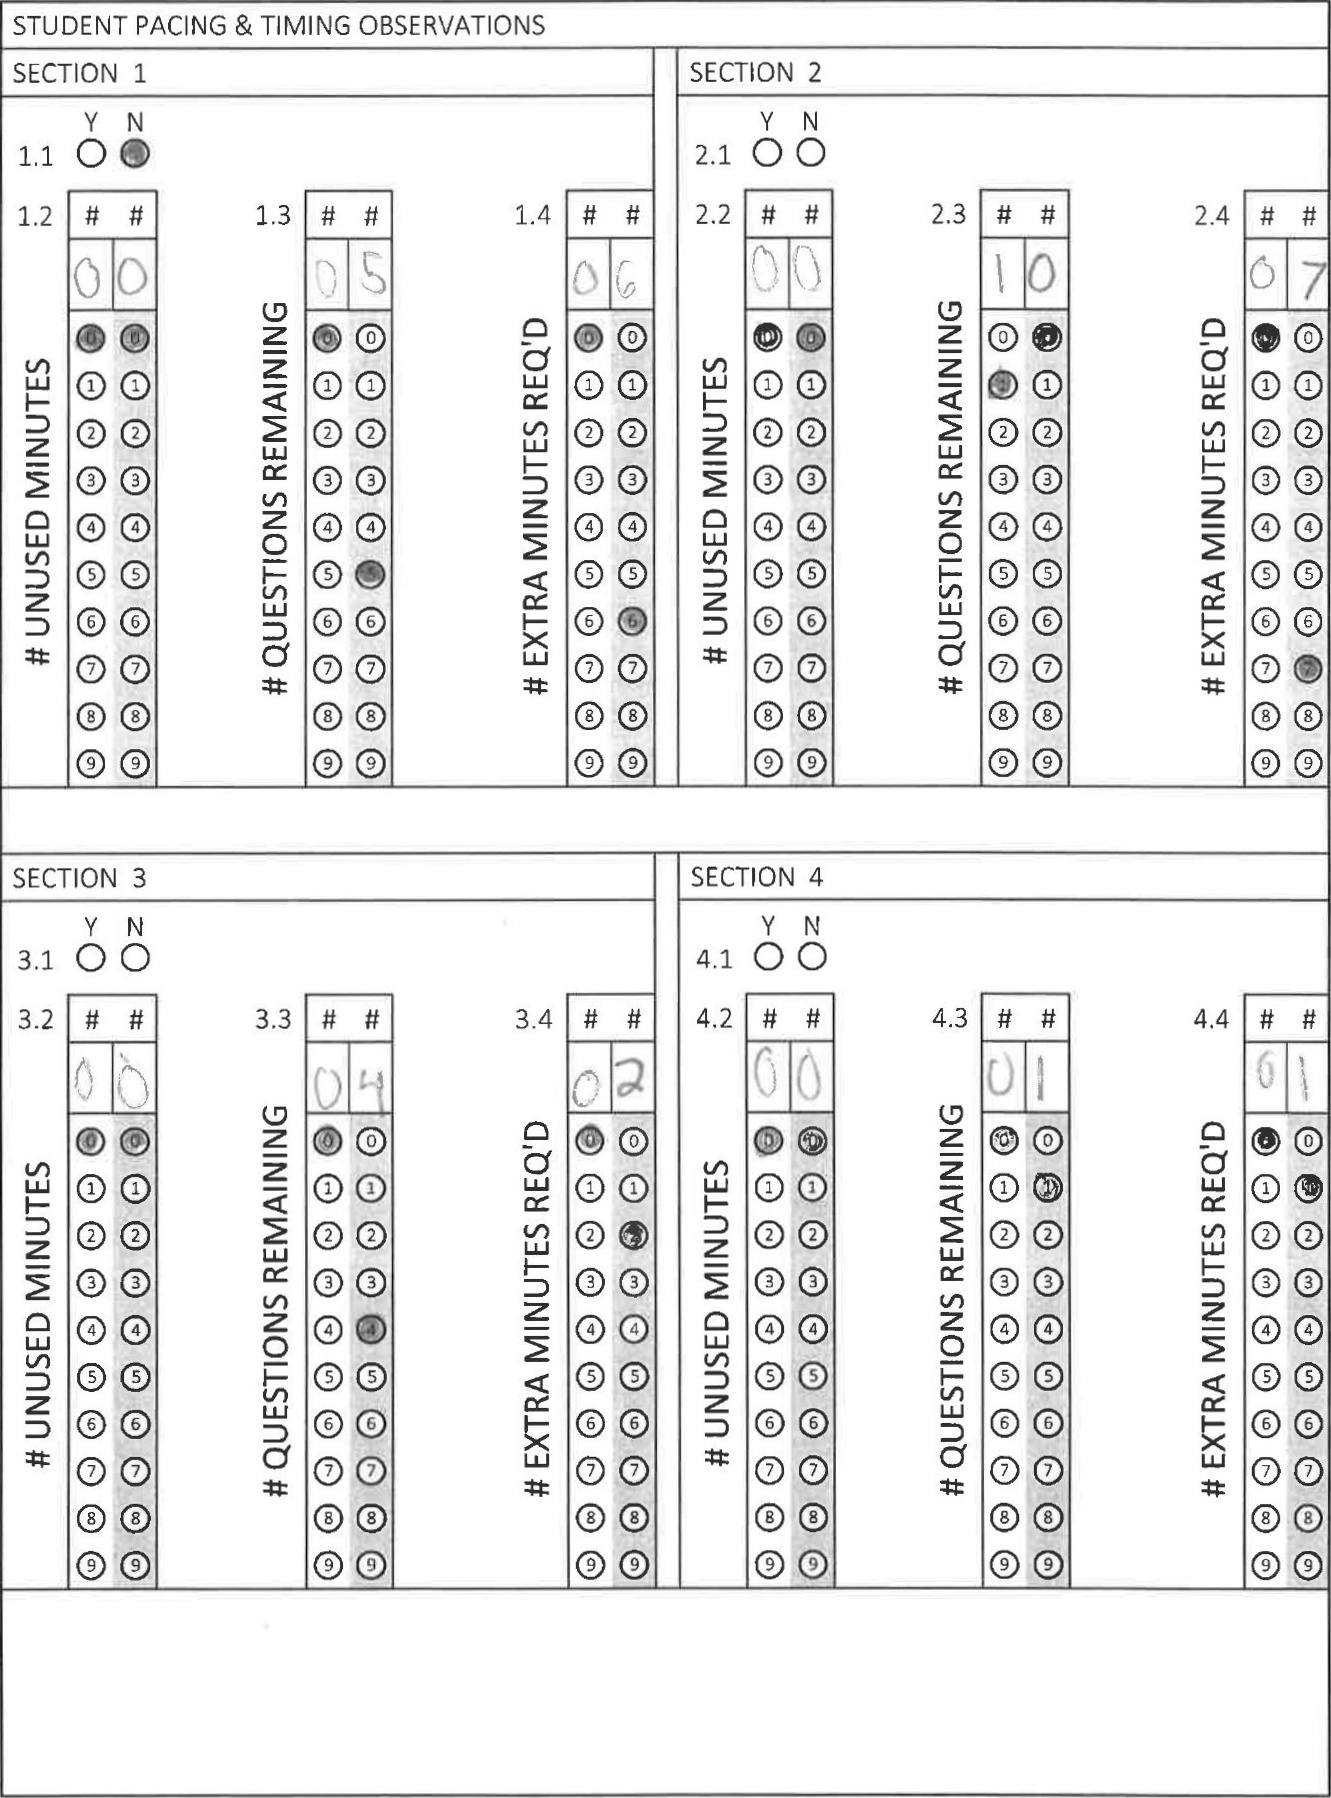 STUDENT PACING & TIMING OBSERVATIONS
SECTION 1
Y N
1.1
1.2 # # 1.3 # # 1.4 # #
0 0 0 5 0 6
# UNUSED MINUTES
# QUESTIONS REMAINING
# EXTRA MINUTES REQ'D
0 0 0 0 0 0
1 1 1 1 1 1
2 2 2 2 2 2
3 3 3 3 3 3
4 4 4 4 4 4
5 5 5 5 5 5
6 6 6 6 6 6
7 7 7 7 7 7
8 8 8 8 8 8
9 9 9 9 9 9
SECTION 2
Y N
2.1
2.2 # # 2.3 # # 2.4 # #
0 0 1 0 0 7
# UNUSED MINUTES
# QUESTIONS REMAINING
# EXTRA MINUTES REQ'D
0 0 0 0 0 0
1 1 1 1 1 1
2 2 2 2 2 2
3 3 3 3 3 3
4 4 4 4 4 4
5 5 5 5 5 5
6 6 6 6 6 6
7 7 7 7 7 7
8 8 8 8 8 8
9 9 9 9 9 9
SECTION 3
Y N
3.1
3.2 # # 3.3 # # 3.4 # #
0 0 0 4 0 2
# UNUSED MINUTES
# QUESTIONS REMAINING
# EXTRA MINUTES REQ'D
0 0 0 0 0 0
1 1 1 1 1 1
2 2 2 2 2 2
3 3 3 3 3 3
4 4 4 4 4 4
5 5 5 5 5 5
6 6 6 6 6 6
7 7 7 7 7 7
8 8 8 8 8 8
9 9 9 9 9 9
SECTION 4
Y N
4.1
4.2 # # 4.3 # # 4.4 # #
0 0 0 1 0 1
# UNUSED MINUTES
# QUESTIONS REMAINING
# EXTRA MINUTES REQ'D
0 0 0 0 0 0
1 1 1 1 1 1
2 2 2 2 2 2
3 3 3 3 3 3
4 4 4 4 4 4
5 5 5 5 5 5
6 6 6 6 6 6
7 7 7 7 7 7
8 8 8 8 8 8
9 9 9 9 9 9